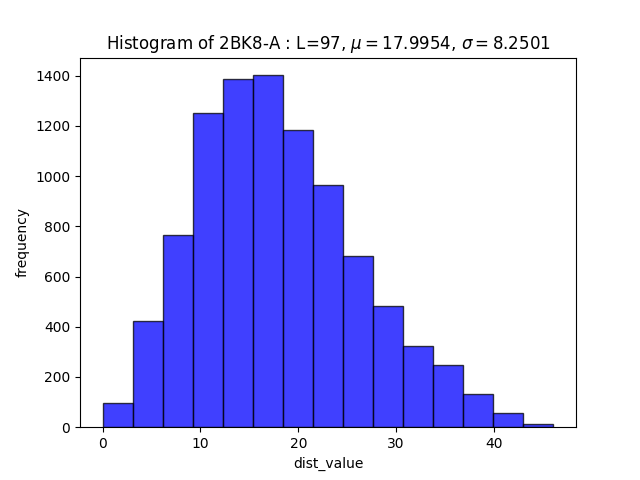 Histogram of 2BK8-A : L=97, μ = 17.9954, σ = 8.2501
1400
1200
1000
800
600
400
200
0
frequency
0 10 20 30 40
dist_value